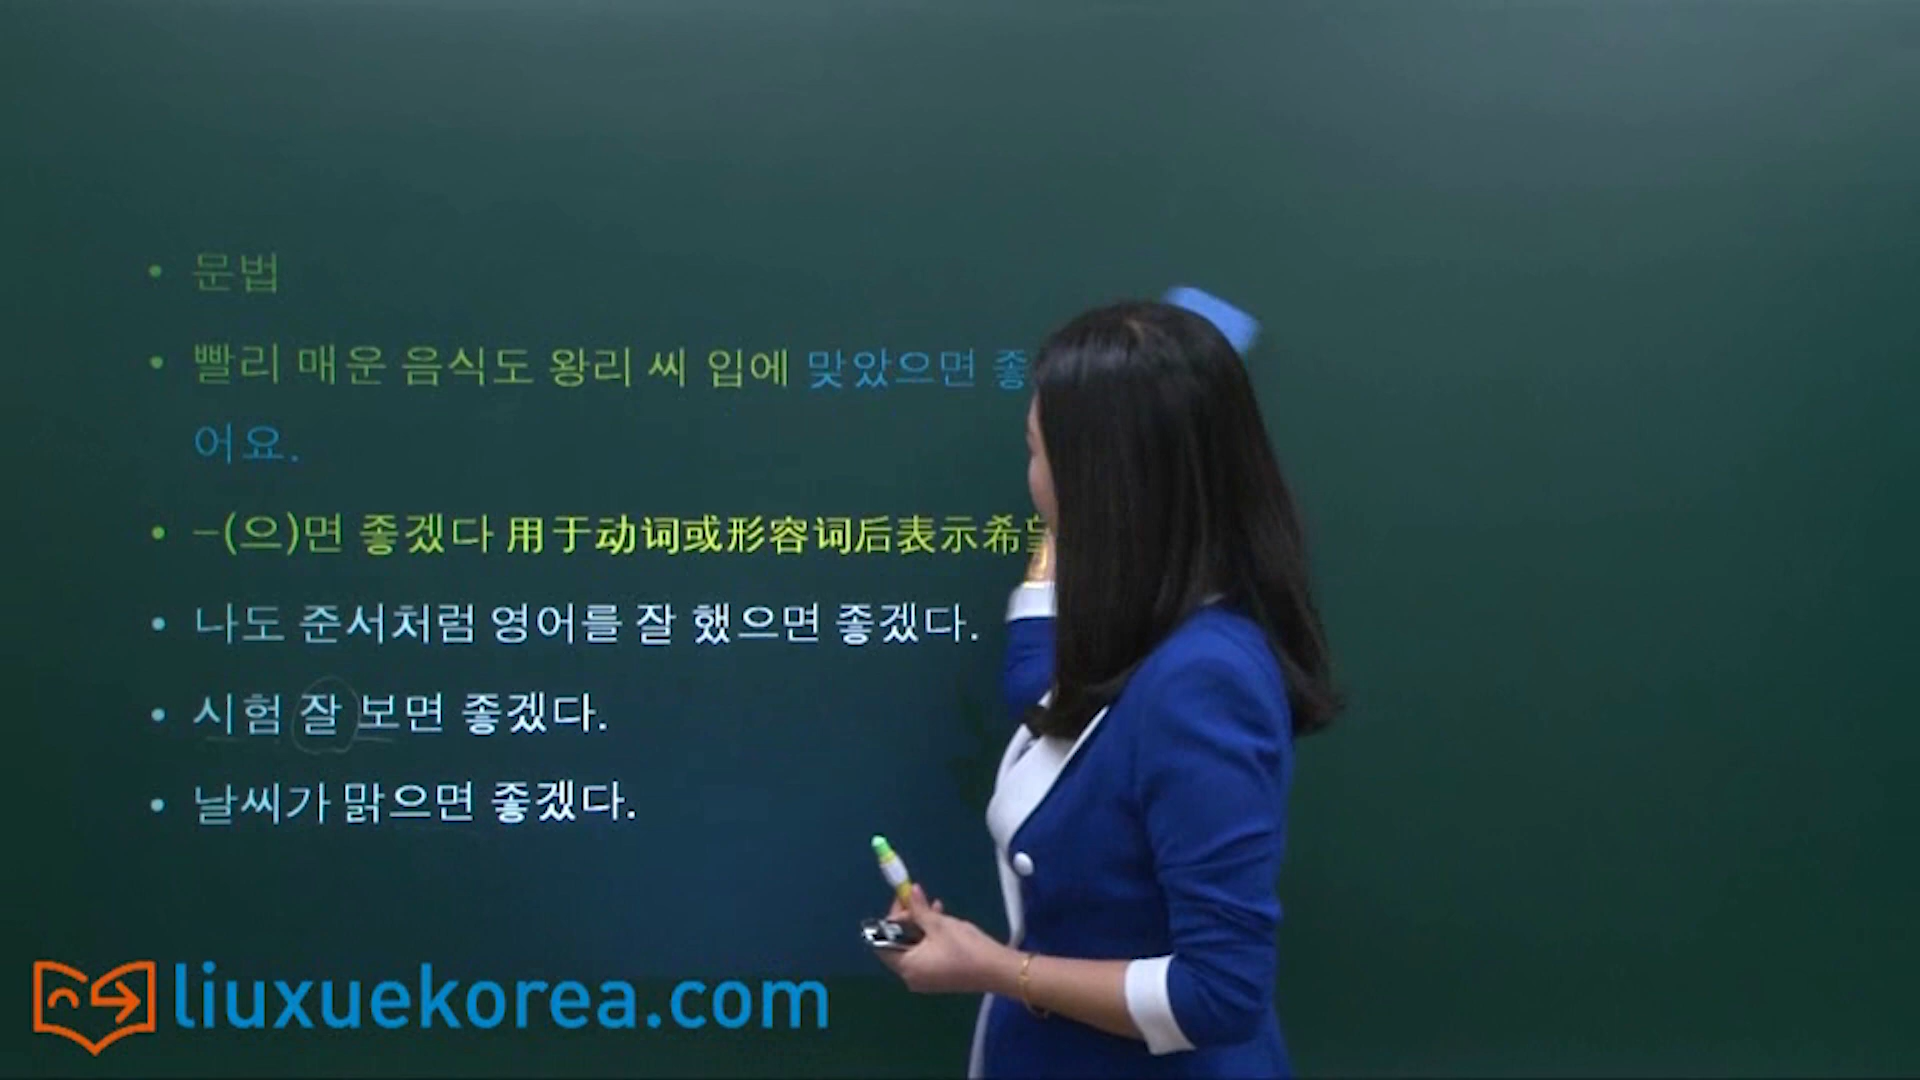 • 문법
• 빨리 매운 음식도 왕리 씨 입에 맞았으면 좋
어요.
• -(으)면 좋겠다 用于动词或形容词后表示希
• 나도 준서처럼 영어를 잘 했으면 좋겠다.
• 시험 잘 보면 좋겠다.
• 날씨가 맑으면 좋겠다.
liuxuekorea.com